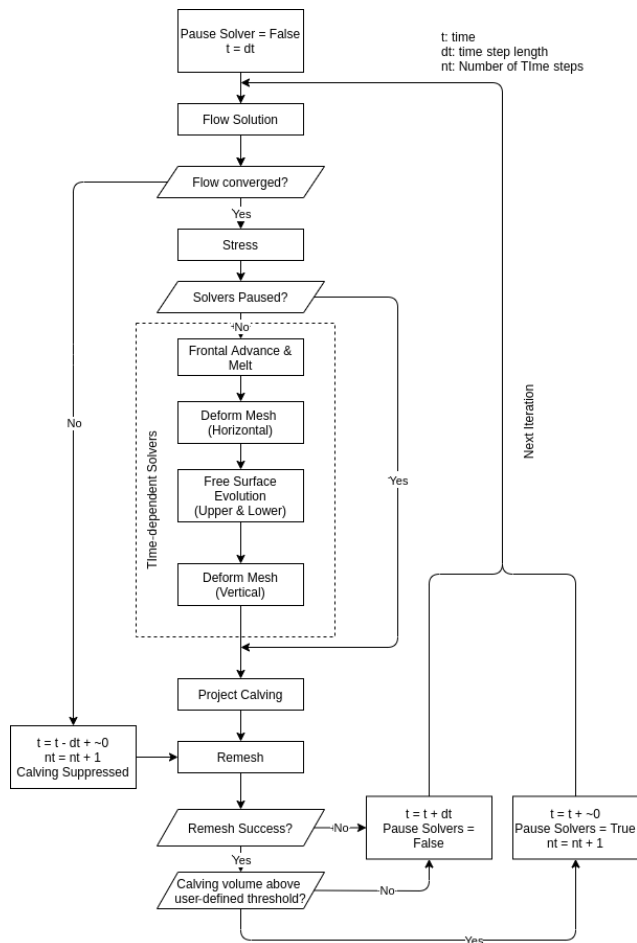 Pause Solver = False
t = dt
t: time
dt: time step length
nt: Number of TIme steps
Flow Solution
Flow converged?
Yes
Stress
Solvers Paused?
No
Frontal Advance &
Melt
Deform Mesh
(Horizontal)
No
Next Iteration
TIme-dependent Solvers
Free Surface
Evolution
(Upper & Lower)
Yes
Deform Mesh
(Vertical)
Project Calving
t = t - dt + ~0
nt = nt + 1
Calving Suppressed
Remesh
Remesh Success?
No
t = t + dt
Pause Solvers =
False
t = t + ~0
Pause Solvers = True
nt = nt + 1
Yes
Calving volume above
user-defined threshold?
No
Yes